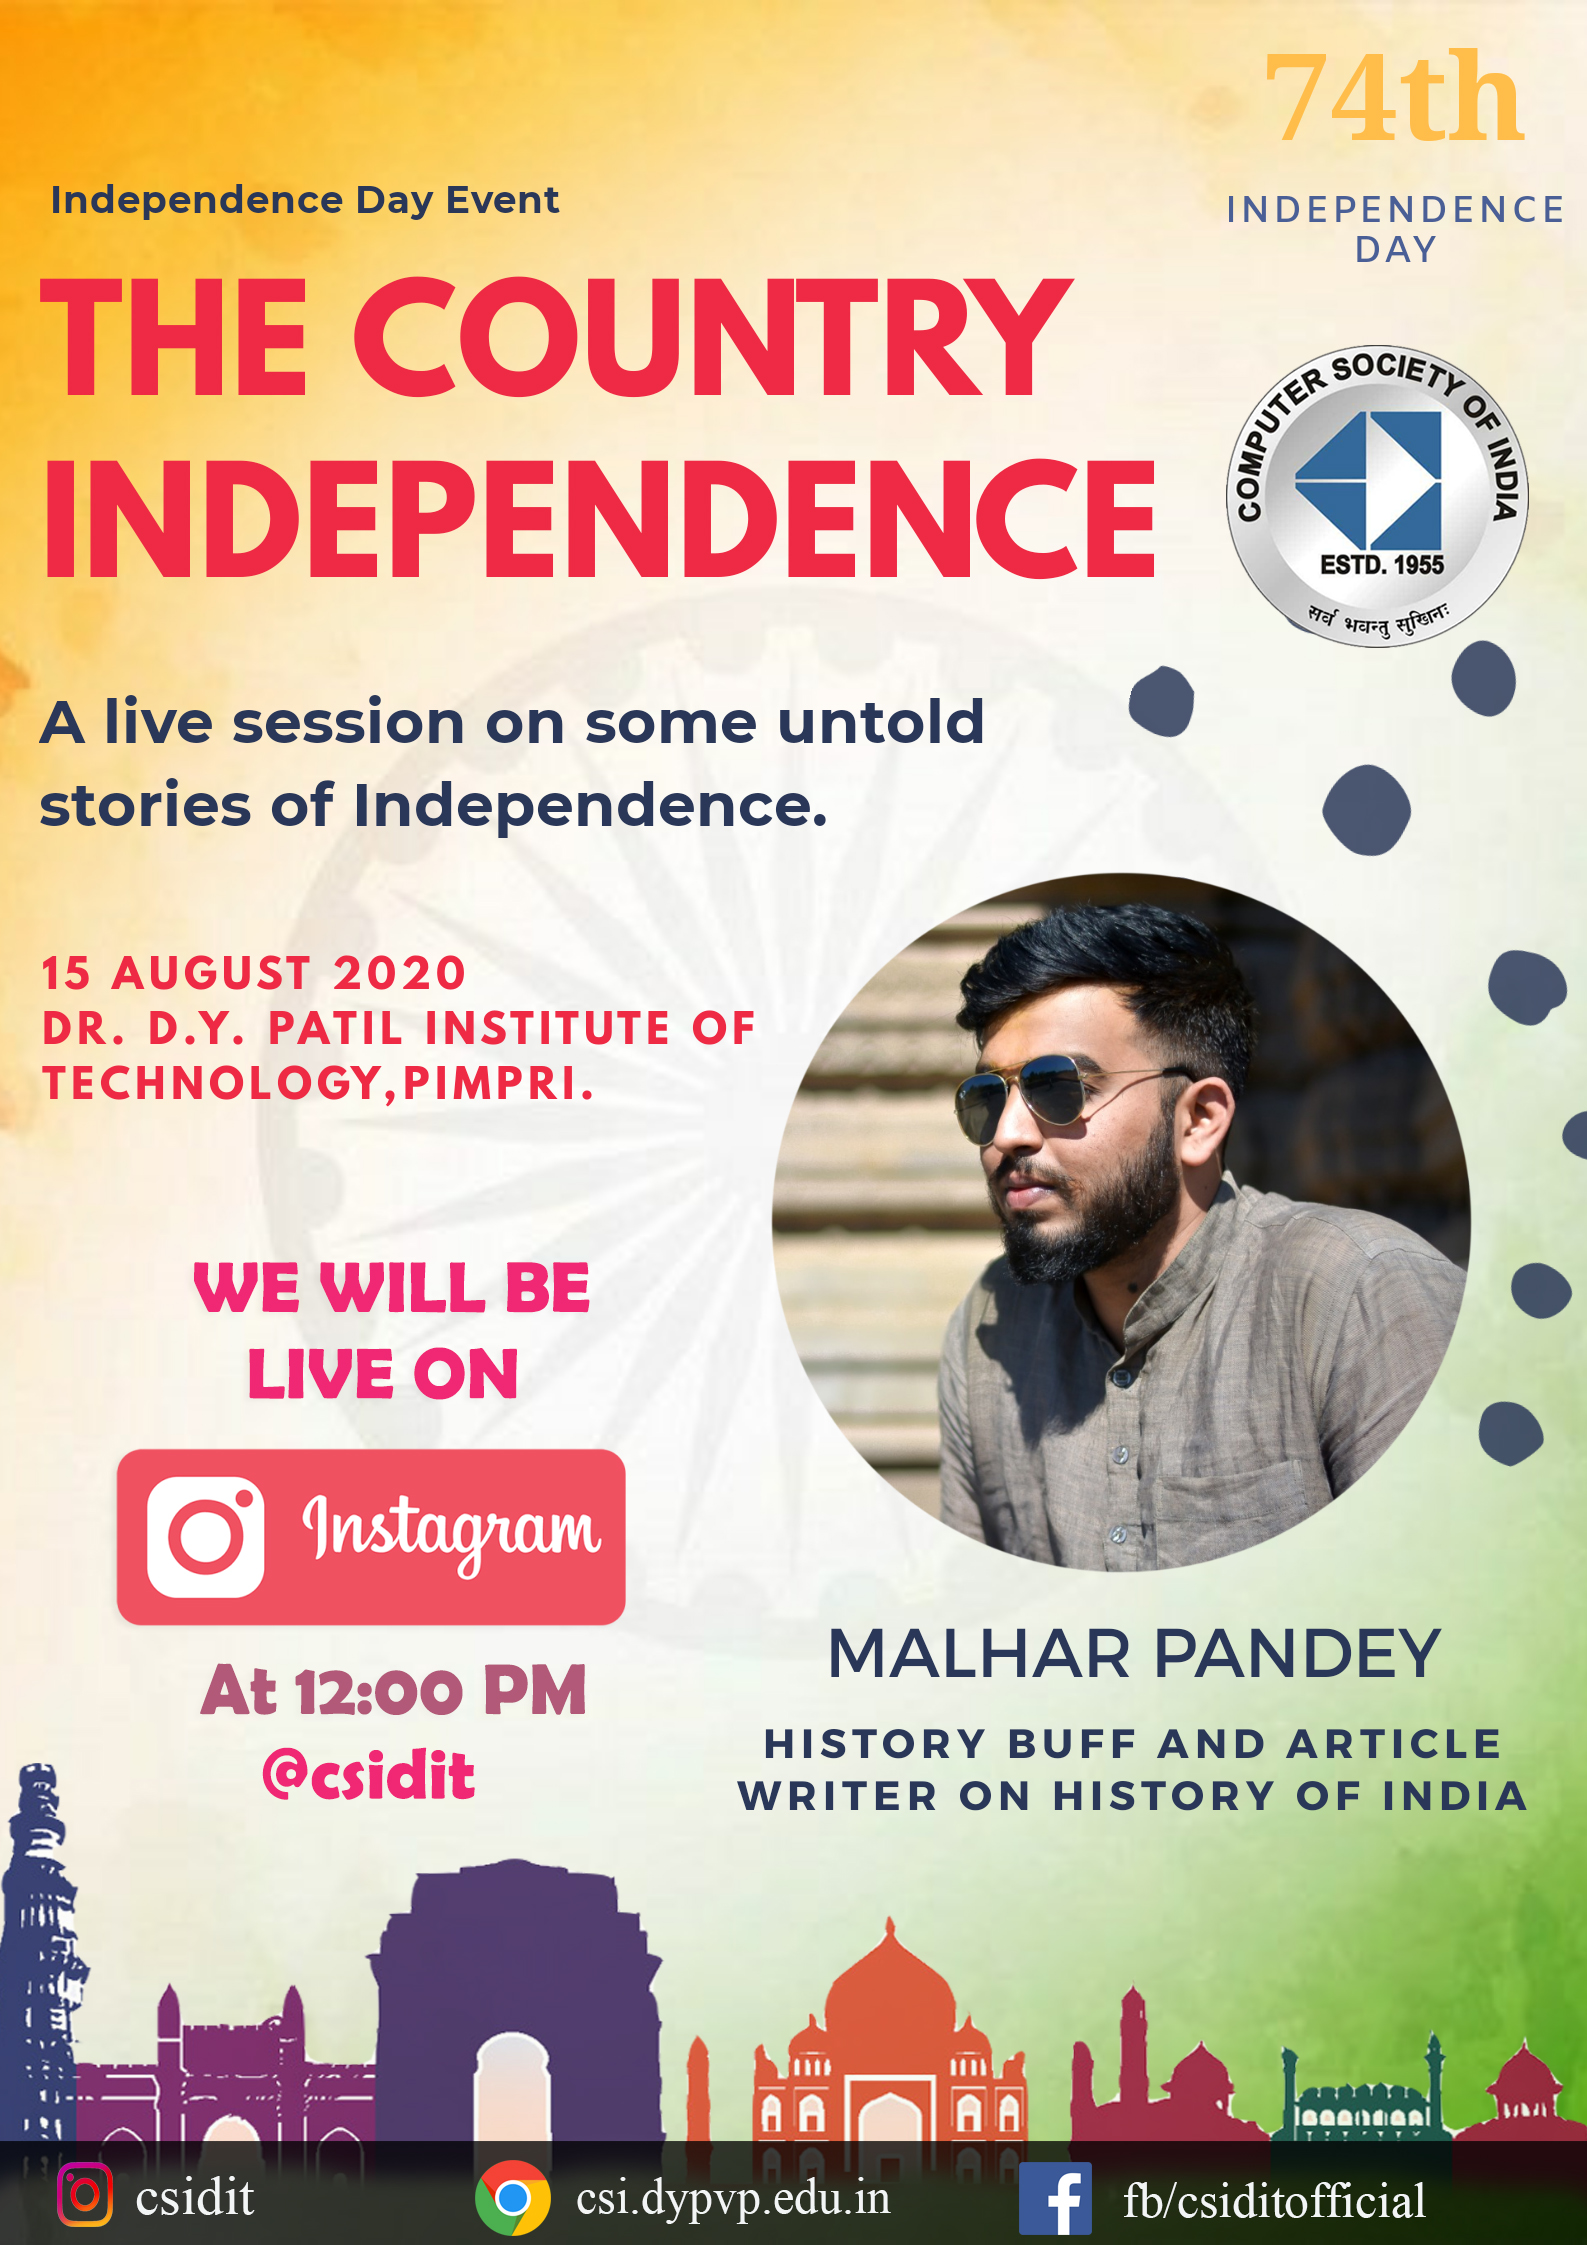 74th
INDEPENDENCE
DAY
Independence Day Event
THE COUNTRY
INDEPENDENCE
COMPUTER SOCIETY OF INDIA
ESTD. 1955
सर्वे भवन्तु सुखिनः
A live session on some untold
stories of Independence.
15 AUGUST 2020
DR. D.Y. PATIL INSTITUTE OF
TECHNOLOGY,PIMPRI.
WE WILL BE
LIVE ON
Instagram
At 12:00 PM
@csidit
MALHAR PANDEY
HISTORY BUFF AND ARTICLE
WRITER ON HISTORY OF INDIA
csidit
csi.dypvp.edu.in
fb/csiditofficial